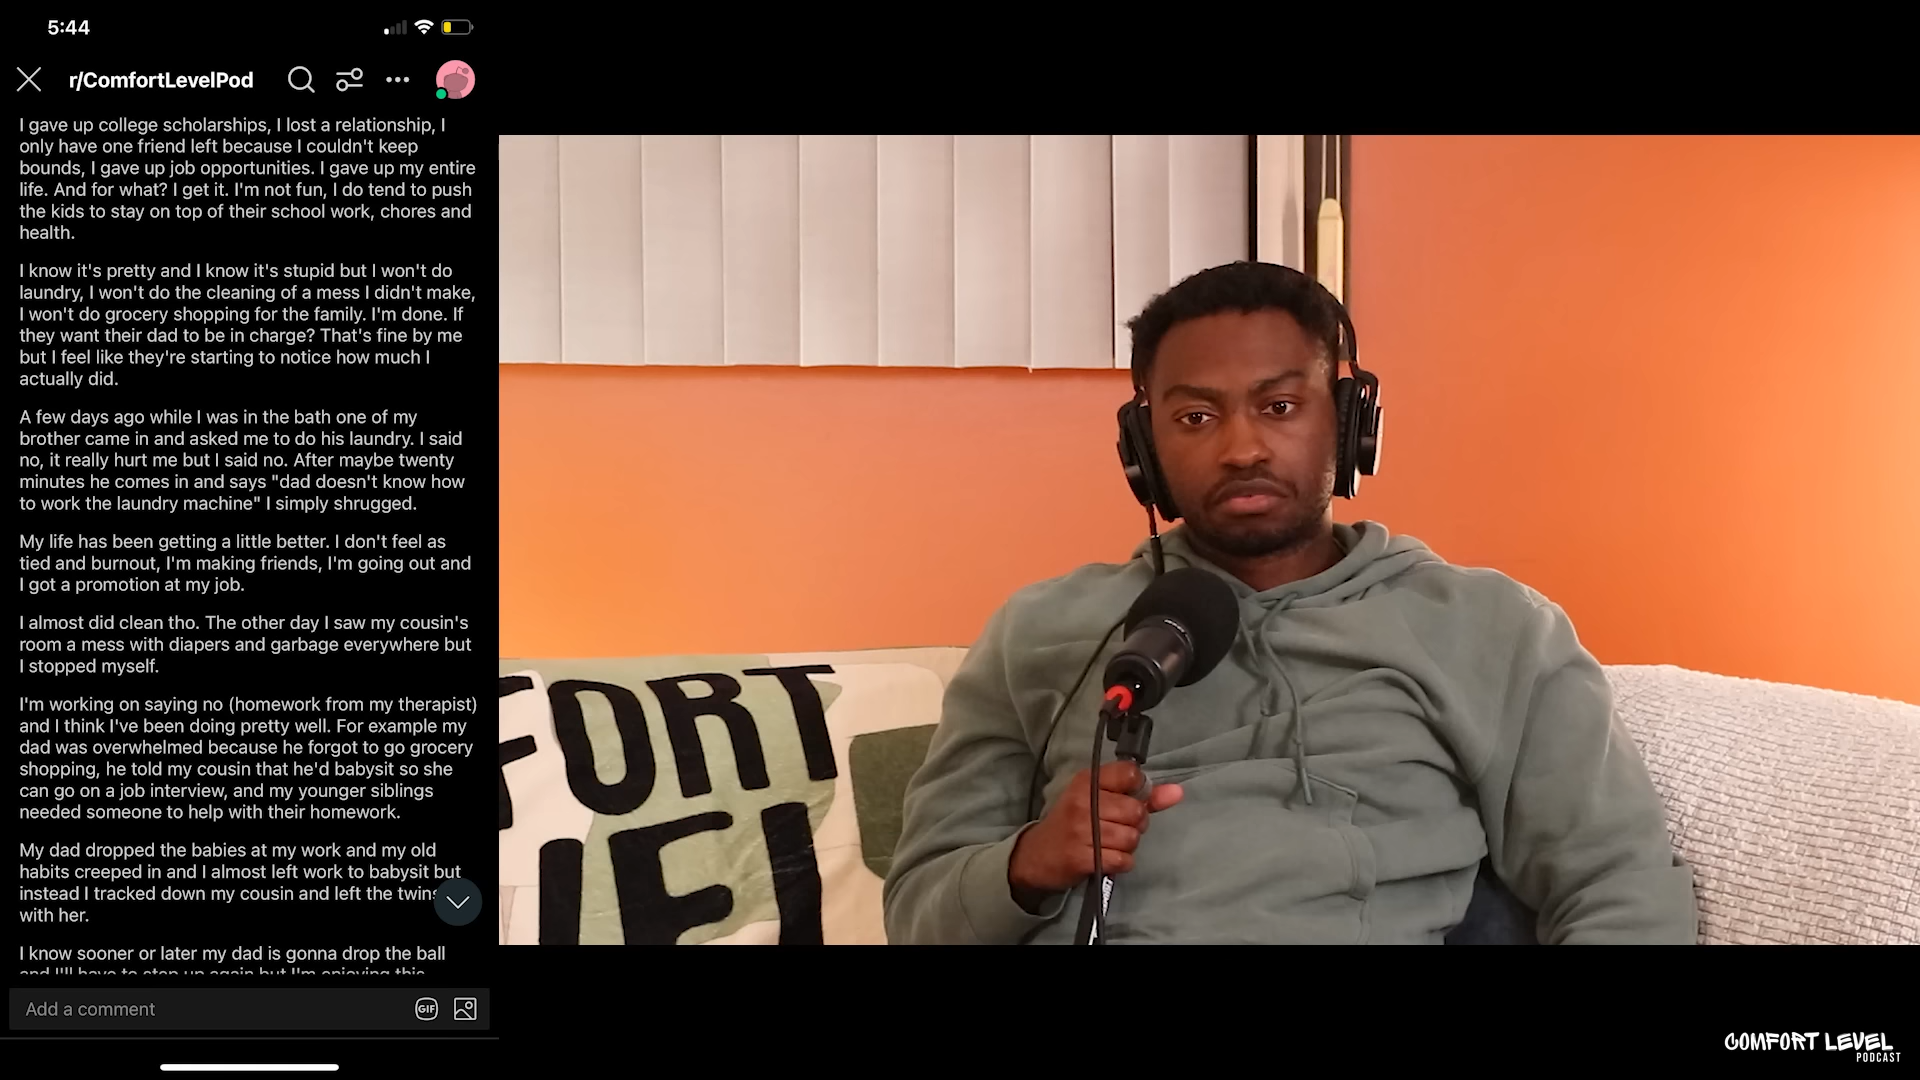 5:44
r/ComfortLevelPod
I gave up college scholarships, I lost a relationship, I
only have one friend left because I couldn't keep
bounds, I gave up job opportunities. I gave up my entire
life. And for what? I get it. I'm not fun, I do tend to push
the kids to stay on top of their school work, chores and
health.
I know it's pretty and I know it's stupid but I won't do
laundry, I won't do the cleaning of a mess I didn't make,
I won't do grocery shopping for the family. I'm done. If
they want their dad to be in charge? That's fine by me
but I feel like they're starting to notice how much I
actually did.
A few days ago while I was in the bath one of my
brother came in and asked me to do his laundry. I said
no, it really hurt me but I said no. After maybe twenty
minutes he comes in and says "dad doesn't know how
to work the laundry machine" I simply shrugged.
My life has been getting a little better. I don't feel as
tied and burnout, I'm making friends, I'm going out and
I got a promotion at my job.
I almost did clean tho. The other day I saw my cousin's
room a mess with diapers and garbage everywhere but
I stopped myself.
I'm working on saying no (homework from my therapist)
and I think I've been doing pretty well. For example my
dad was overwhelmed because he forgot to go grocery
shopping, he told my cousin that he'd babysit so she
can go on a job interview, and my younger siblings
needed someone to help with their homework.
My dad dropped the babies at my work and my old
habits creeped in and I almost left work to babysit but
instead I tracked down my cousin and left the twins
with her.
I know sooner or later my dad is gonna drop the ball
and I'll have to step up again but I'm enjoying this
Add a comment
GIF
FORT
VEL
COMFORT LEVEL
PODCAST